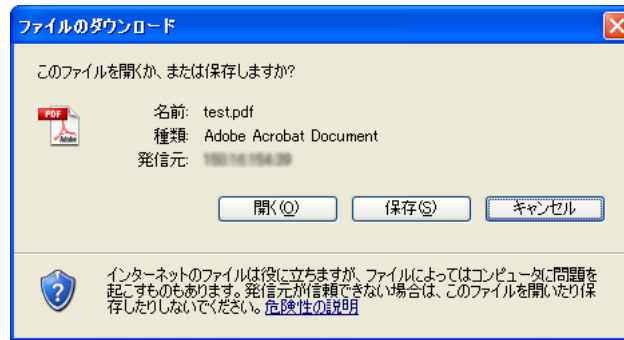 ファイルのダウンロード
このファイルを開くか、または保存しますか?
PDF
Adobe
名前: test.pdf
種類: Adobe Acrobat Document
発信元:
開く(O)
保存(S)
キャンセル
インターネットのファイルは役に立ちますが、ファイルによってはコンピュータに問題を
起こすものもあります。発信元が信頼できない場合は、このファイルを開いたり保
存したりしないでください。危険性の説明